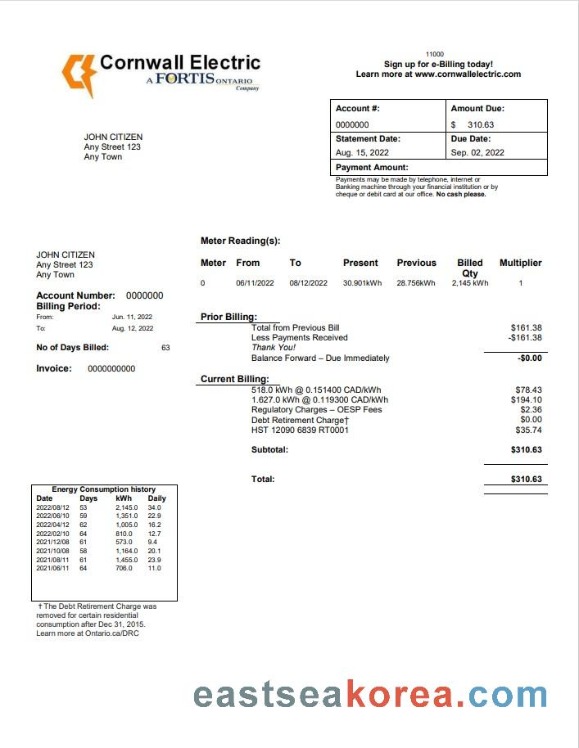 Cornwall Electric
A FORTIS ONTARIO
Company
11000
Sign up for e-Billing today!
Learn more at www.cornwallelectric.com
Account #: Amount Due:
0000000 $ 310.63
Statement Date: Due Date:
Aug. 15, 2022 Sep. 02, 2022
Payment Amount:
Payments may be made by telephone, internet or
Banking machine through your financial institution or by
cheque or debit card at our office. No cash please.
JOHN CITIZEN
Any Street 123
Any Town
JOHN CITIZEN
Any Street 123
Any Town
Account Number: 0000000
Billing Period:
From: Jun. 11, 2022
To: Aug. 12, 2022
No of Days Billed: 63
Invoice: 0000000000
Meter Reading(s):
Meter From To Present Previous Billed Qty Multiplier
0 06/11/2022 08/12/2022 30.901kWh 28.756kWh 2,145 kWh 1
Prior Billing:
Total from Previous Bill $161.38
Less Payments Received -$161.38
Thank You!
Balance Forward – Due Immediately -$0.00
Current Billing:
518.0 kWh @ 0.151400 CAD/kWh $78.43
1.627.0 kWh @ 0.119300 CAD/kWh $194.10
Regulatory Charges – OESP Fees $2.36
Debt Retirement Charge† $0.00
HST 12090 6839 RT0001 $35.74
Subtotal: $310.63
Total: $310.63
Energy Consumption history
Date Days kWh Daily
2022/08/12 53 2,145.0 34.0
2022/06/10 59 1,351.0 22.9
2022/04/12 62 1,005.0 16.2
2022/02/10 64 810.0 12.7
2021/12/08 61 573.0 9.4
2021/10/08 58 1,164.0 20.1
2021/08/11 61 1,455.0 23.9
2021/06/11 64 706.0 11.0
† The Debt Retirement Charge was
removed for certain residential
consumption after Dec 31, 2015.
Learn more at Ontario.ca/DRC
eastseakorea.com